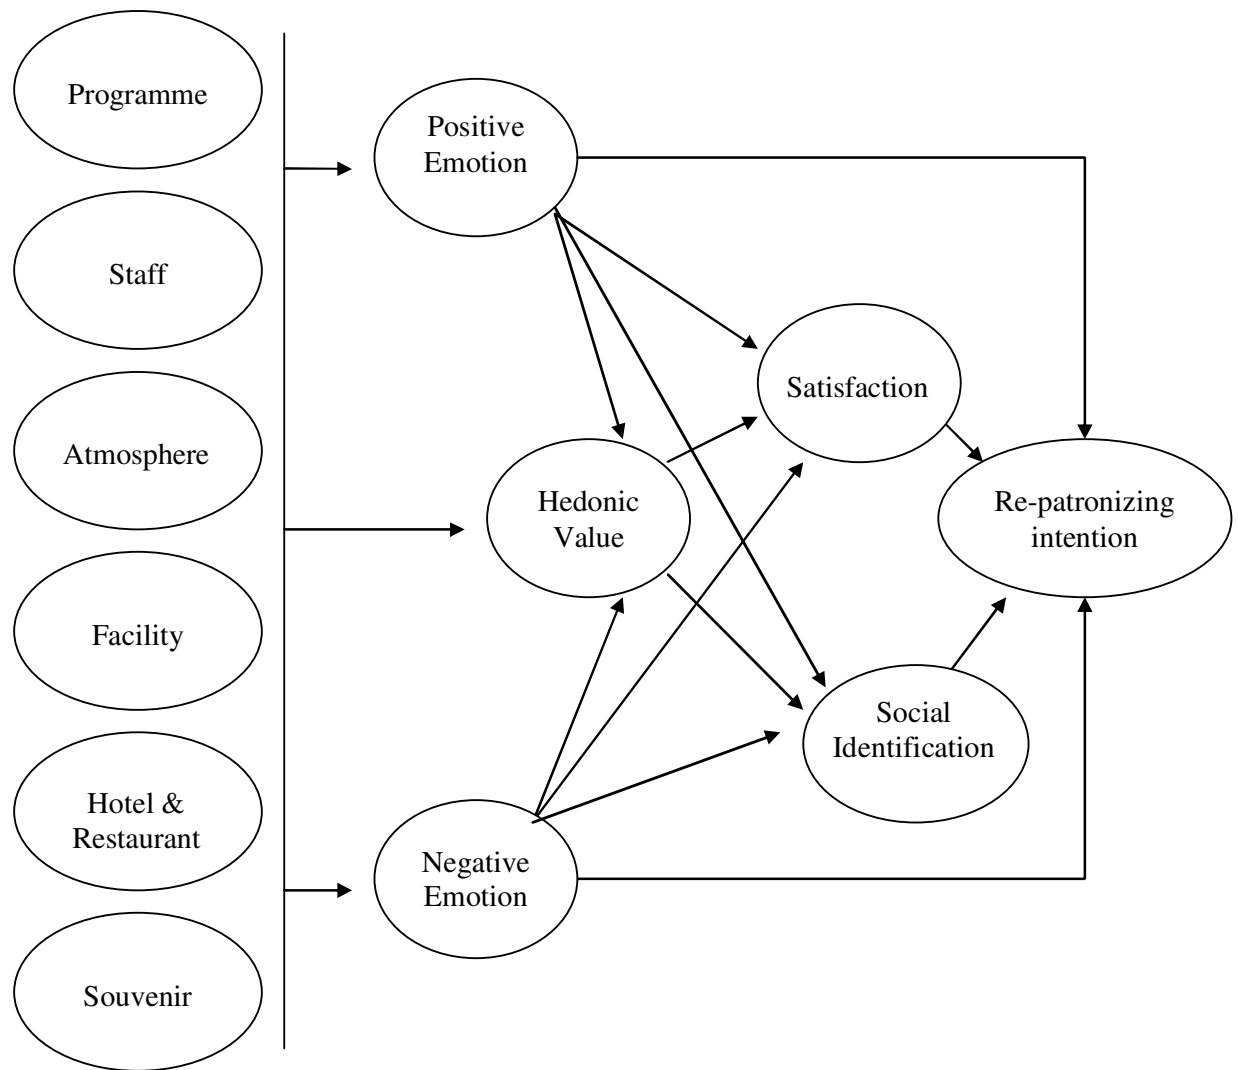 Programme
Staff
Atmosphere
Facility
Hotel &
Restaurant
Souvenir
Positive
Emotion
Hedonic
Value
Negative
Emotion
Satisfaction
Social
Identification
Re-patronizing
intention